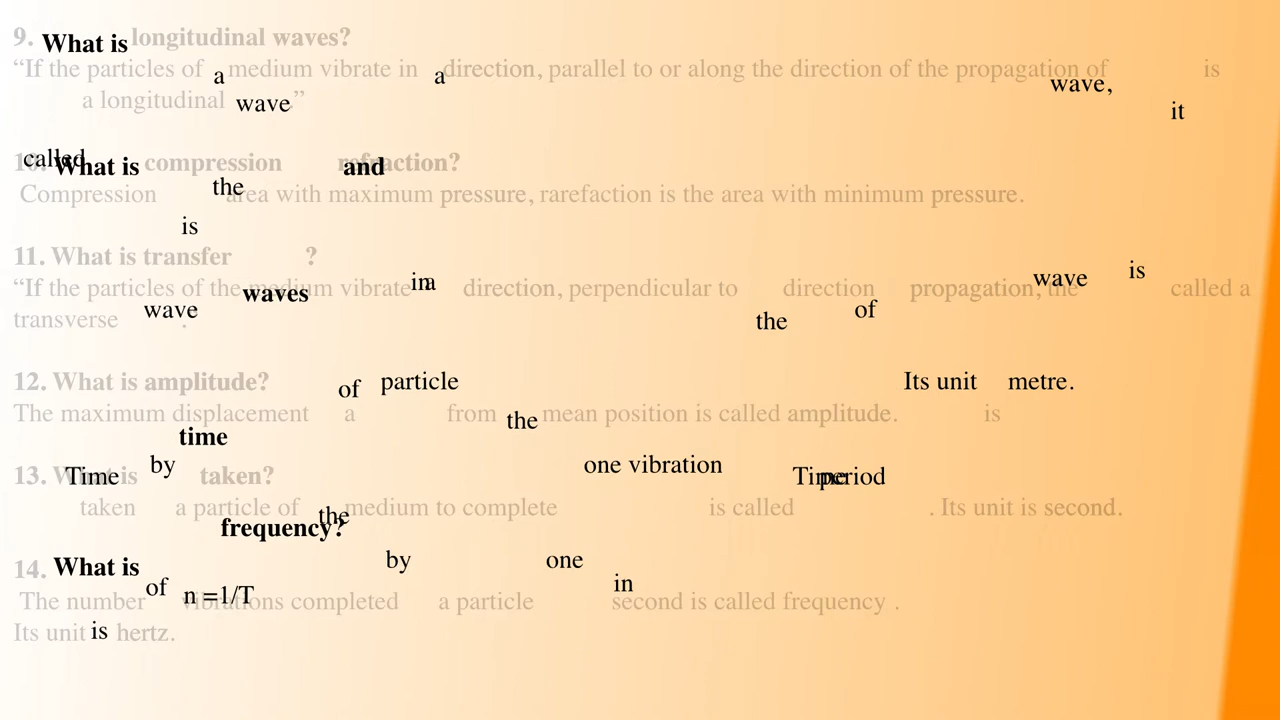 9. What is longitudinal waves?
“If the particles of a medium vibrate in a direction, parallel to or along the direction of the propagation of wave, it is
called a longitudinal wave ”
10. What is compression and refraction?
Compression is the area with maximum pressure, rarefaction is the area with minimum pressure.
11. What is transfer waves ?
“If the particles of the medium vibrate in a direction, perpendicular to the direction of propagation, the wave is called a
transverse wave .
12. What is amplitude?
The maximum displacement of a particle from the mean position is called amplitude. Its unit is metre.
13. What is time taken?
Time taken by a particle of the medium to complete one vibration is called Time period . Its unit is second.
14. What is frequency?
The number of vibrations completed by a particle in one second is called frequency . n =1/T
Its unit is hertz.